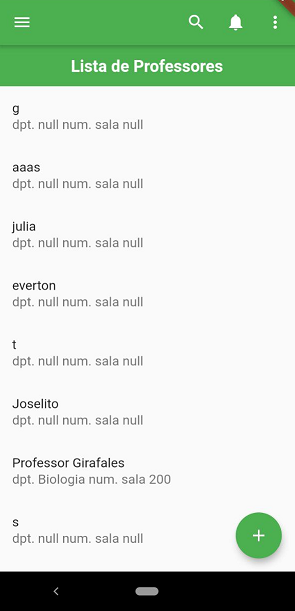 Lista de Professores
g
dpt. null num. sala null
aaas
dpt. null num. sala null
julia
dpt. null num. sala null
everton
dpt. null num. sala null
t
dpt. null num. sala null
Joselito
dpt. null num. sala null
Professor Girafales
dpt. Biologia num. sala 200
s
dpt. null num. sala null